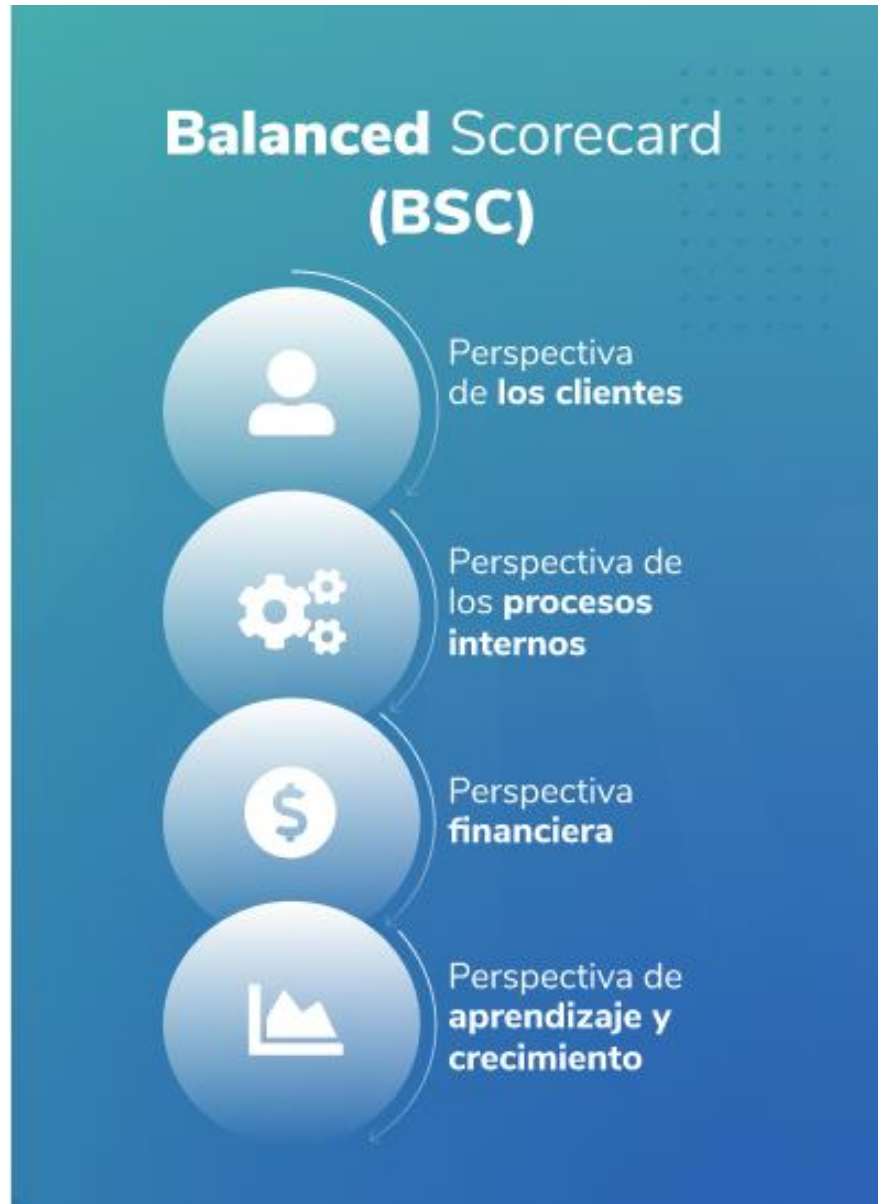 Balanced Scorecard
(BSC)
Perspectiva
de los clientes
Perspectiva de
los procesos
internos
$
Perspectiva
financiera
Perspectiva de
aprendizaje y
crecimiento